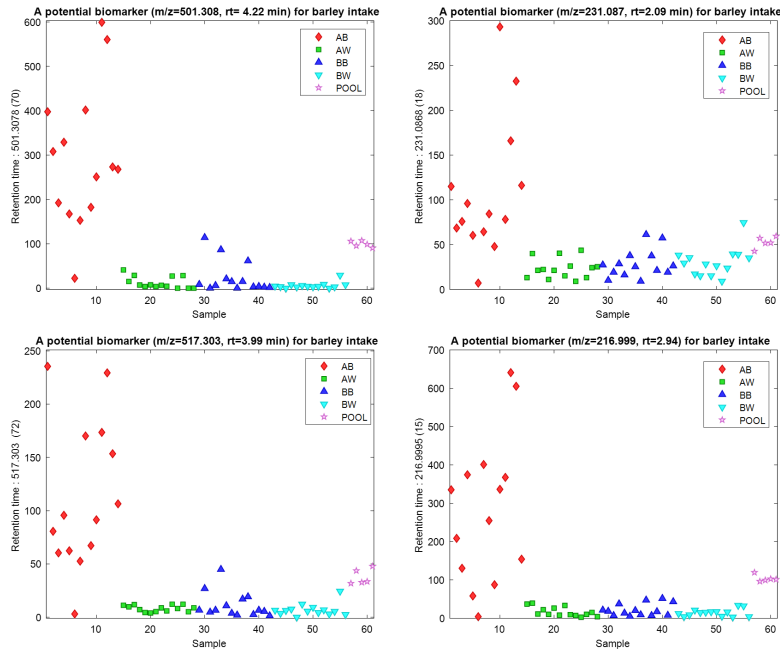 A potential biomarker (m/z=501.308, rt= 4.22 min) for barley intake
600
500
400
300
200
100
0
10
20
30
40
50
60
Sample
Retention time : 501.3078 (70)
AB
AW
BB
BW
POOL
A potential biomarker (m/z=231.087, rt=2.09 min) for barley intake
300
250
200
150
100
50
0
10
20
30
40
50
60
Sample
Retention time : 231.0868 (18)
AB
AW
BB
BW
POOL
A potential biomarker (m/z=517.303, rt=3.99 min) for barley intake
250
200
150
100
50
0
10
20
30
40
50
60
Sample
Retention time : 517.303 (72)
AB
AW
BB
BW
POOL
A potential biomarker (m/z=216.999, rt=2.94) for barley intake
700
600
500
400
300
200
100
0
10
20
30
40
50
60
Sample
Retention time : 216.9995 (15)
AB
AW
BB
BW
POOL